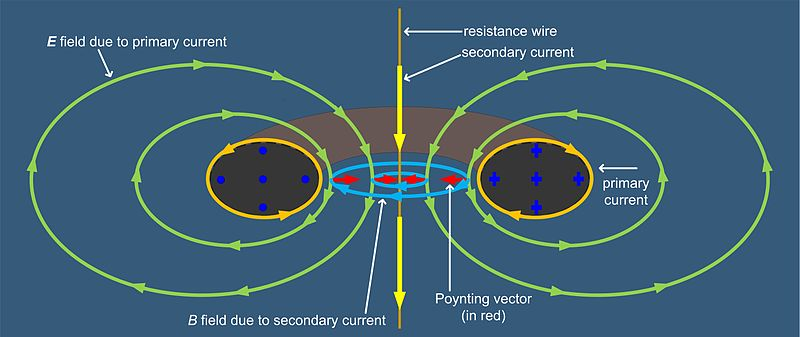 resistance wire
E field due to primary current
secondary current
primary
current
Poynting vector
(in red)
B field due to secondary current